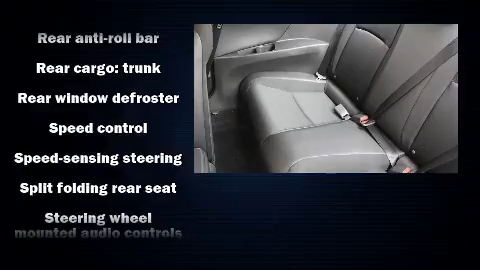 Rear anti-roll bar
Rear cargo: trunk
Rear window defroster
Speed control
Speed-sensing steering
Split folding rear seat
Steering wheel
mounted audio controls